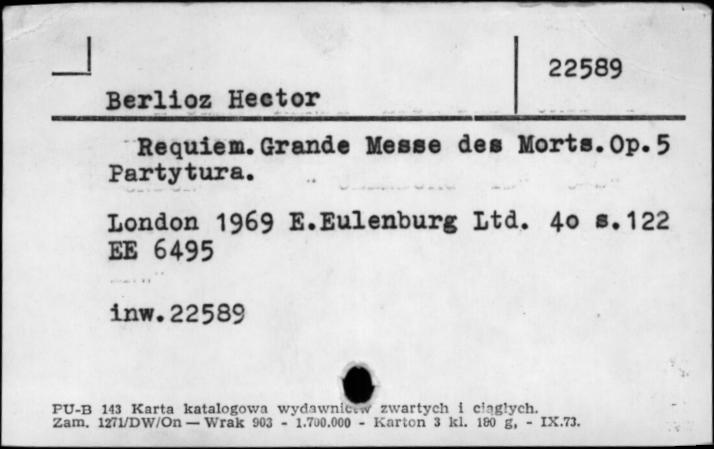 22589
Berlioz Hector
Requiem.Grande Messe des Morts.Op.5
Partytura.
London 1969 E.Eulenburg Ltd. 4o s.122
EE 6495
inw.22589
PU-B 143 Karta katalogowa wydawnictw zwartych i ciągłych.
Zam. 1271/DW/On — Wrak 903 - 1.700.000 - Karton 3 kl. 180 g, - IX.73.